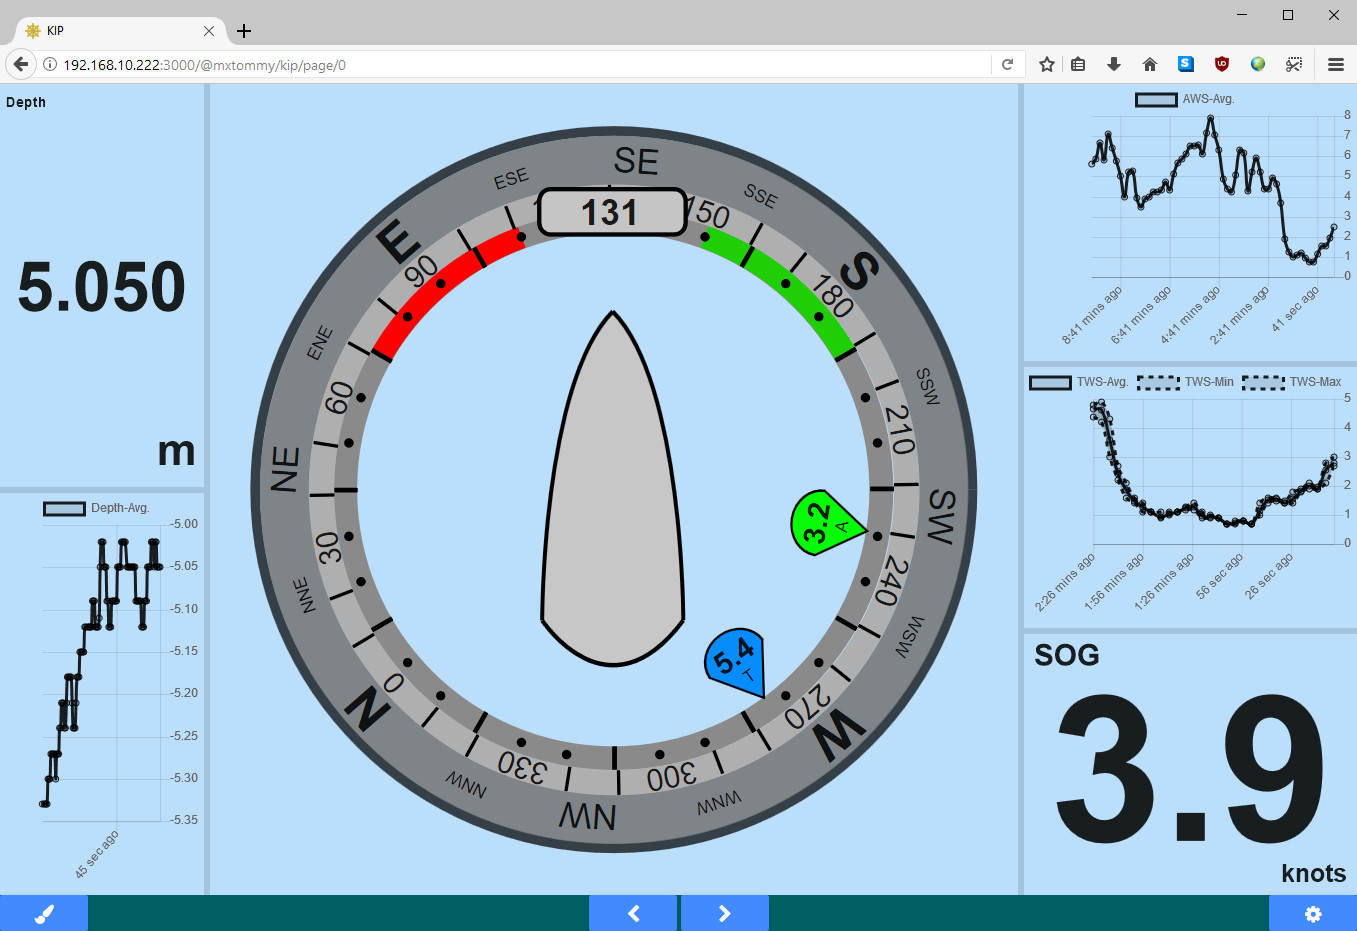 KIP
192.168.10.222:3000/@mxtommy/kip/page/0
Depth
5.050
m
Depth-Avg.
-5.00
-5.05
-5.10
-5.15
-5.20
-5.25
-5.30
-5.35
45 sec ago
131
SE
SSE
150
S
180
SSW
210
SW
240
WSW
W
270
WNW
300
NW
330
NNW
N
0
NNE
30
NE
60
ENE
E
90
ESE
3.2
A
5.4
T
AWS-Avg.
8
7
6
5
4
3
2
1
0
8:41 mins ago
6:41 mins ago
4:41 mins ago
2:41 mins ago
41 sec ago
TWS-Avg. TWS-Min TWS-Max
5
4
3
2
1
0
2:26 mins ago
1:56 mins ago
1:26 mins ago
56 sec ago
26 sec ago
SOG
3.9
knots